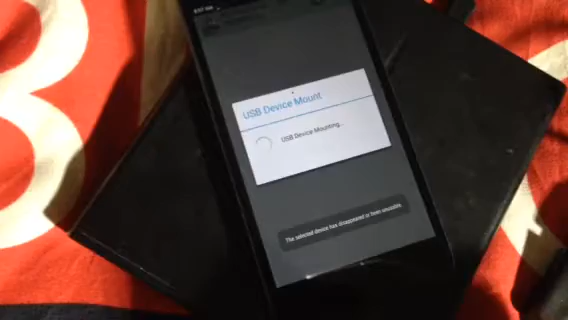 USB Device Mount
USB Device Mounting...
The selected device has disappeared or been unusable.